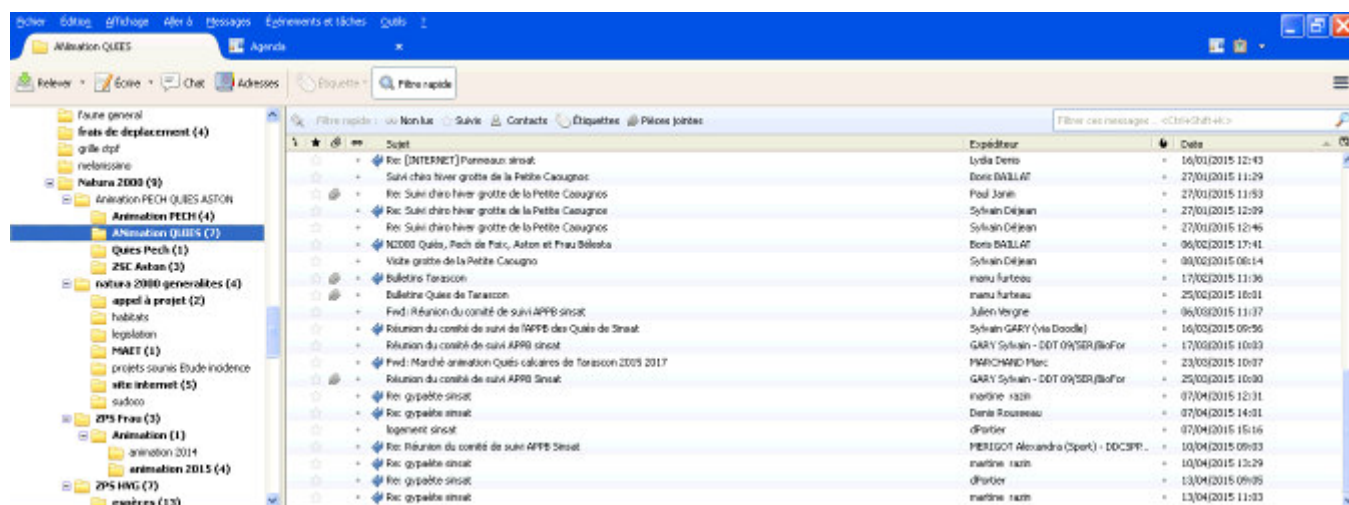 Fichier Édition Affichage Aller à Messages Événements et tâches Outils ?
ANimation QUIES Agenda
Relever Écrire Chat Adresses Étiquette Filtre rapide
faune general
frais de deplacement (4)
grille dtpf
melanissimo
Natura 2000 (9)
Animation PECH QUIES ASTON
Animation PECH (4)
ANimation QUIES (7)
Quies Pech (1)
ZSC Aston (3)
natura 2000 generalites (4)
appel à projet (2)
habitats
legislation
MAET (1)
projets soumis Etude incidence
site internet (5)
sudoco
ZPS Frau (3)
Animation (1)
animation 2014
animation 2015 (4)
ZPS HVG (7)
espèces (13)
Filtre rapide : Non lus Suivis Contacts Étiquettes Pièces jointes Filtrer ces messages... <Ctrl+Shift+K>
Sujet Expéditeur Date
Re: [INTERNET] Panneaux sinsat Lydia Denis 16/01/2015 12:43
Suivi chiro hiver grotte de la Petite Caougnos Boris BAILLAT 27/01/2015 11:29
Re: Suivi chiro hiver grotte de la Petite Caougnos Paul Janin 27/01/2015 11:53
Re: Suivi chiro hiver grotte de la Petite Caougnos Sylvain Déjean 27/01/2015 12:09
Re: Suivi chiro hiver grotte de la Petite Caougnos Sylvain Déjean 27/01/2015 12:46
N2000 Quiés, Pech de Foix, Aston et Frau Bélesta Boris BAILLAT 06/02/2015 17:41
Visite grotte de la Petite Caougno Sylvain Déjean 08/02/2015 08:14
Bulletins Tarascon manu furteau 17/02/2015 11:36
Bulletins Quies de Tarascon manu furteau 25/02/2015 18:01
Fwd: Réunion du comité de suivi APPB sinsat Julien Vergne 06/03/2015 11:37
Réunion du comité de suivi de l'APPB des Quiés de Sinsat Sylvain GARY (via Doodle) 16/03/2015 09:56
Réunion du comité de suivi APPB sinsat GARY Sylvain - DDT 09/SER/BioFor 17/03/2015 10:03
Fwd: Marché animation Quiés calcaires de Tarascon 2015 2017 MARCHAND Marc 23/03/2015 10:07
Réunion du comité de suivi APPB Sinsat GARY Sylvain - DDT 09/SER/BioFor 25/03/2015 10:00
Re: gypaète sinsat martine razin 07/04/2015 12:31
Re: gypaète sinsat Denis Rousseau 07/04/2015 14:01
logement sinsat dPortier 07/04/2015 15:16
Re: Réunion du comité de suivi APPB Sinsat MERIGOT Alexandra (Sport) - DDCSPP... 10/04/2015 09:03
Re: gypaète sinsat martine razin 10/04/2015 13:29
Re: gypaète sinsat dPortier 13/04/2015 09:05
Re: gypaète sinsat martine razin 13/04/2015 11:03